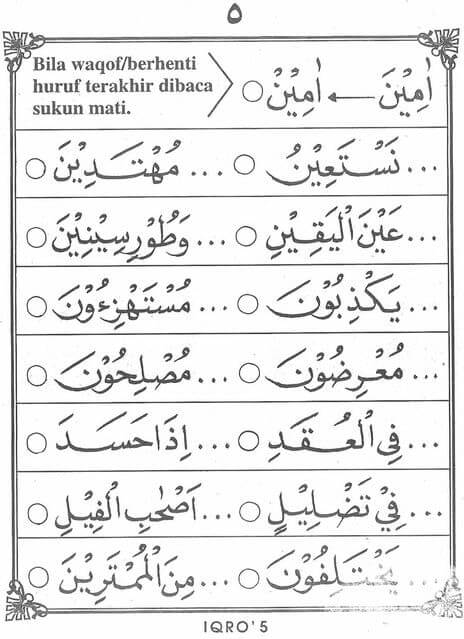 ٥
Bila waqof/berhenti
huruf terakhir dibaca
sukun mati.
اٰمِيْنَ ← اٰمِيْنْ ○
... نَسْتَعِيْنُ ○ ... مُهْتَدِيْنَ ○
... عَيْنَ الْيَقِيْنِ ○ ... وَطُوْرِ سِيْنِيْنَ ○
... يَكْذِبُوْنَ ○ ... مُسْتَهْزِءُوْنَ ○
... مُعْرِضُوْنَ ○ ... مُصْلِحُوْنَ ○
... فِي الْعُقَدِ ○ ... اِذَا حَسَدَ ○
... فِيْ تَضْلِيْلٍ ○ ... اَصْحٰبِ الْفِيْلِ ○
... يَخْتَلِفُوْنَ ○ ... مِنَ الْمُمْتَرِيْنَ ○
IQRO' 5